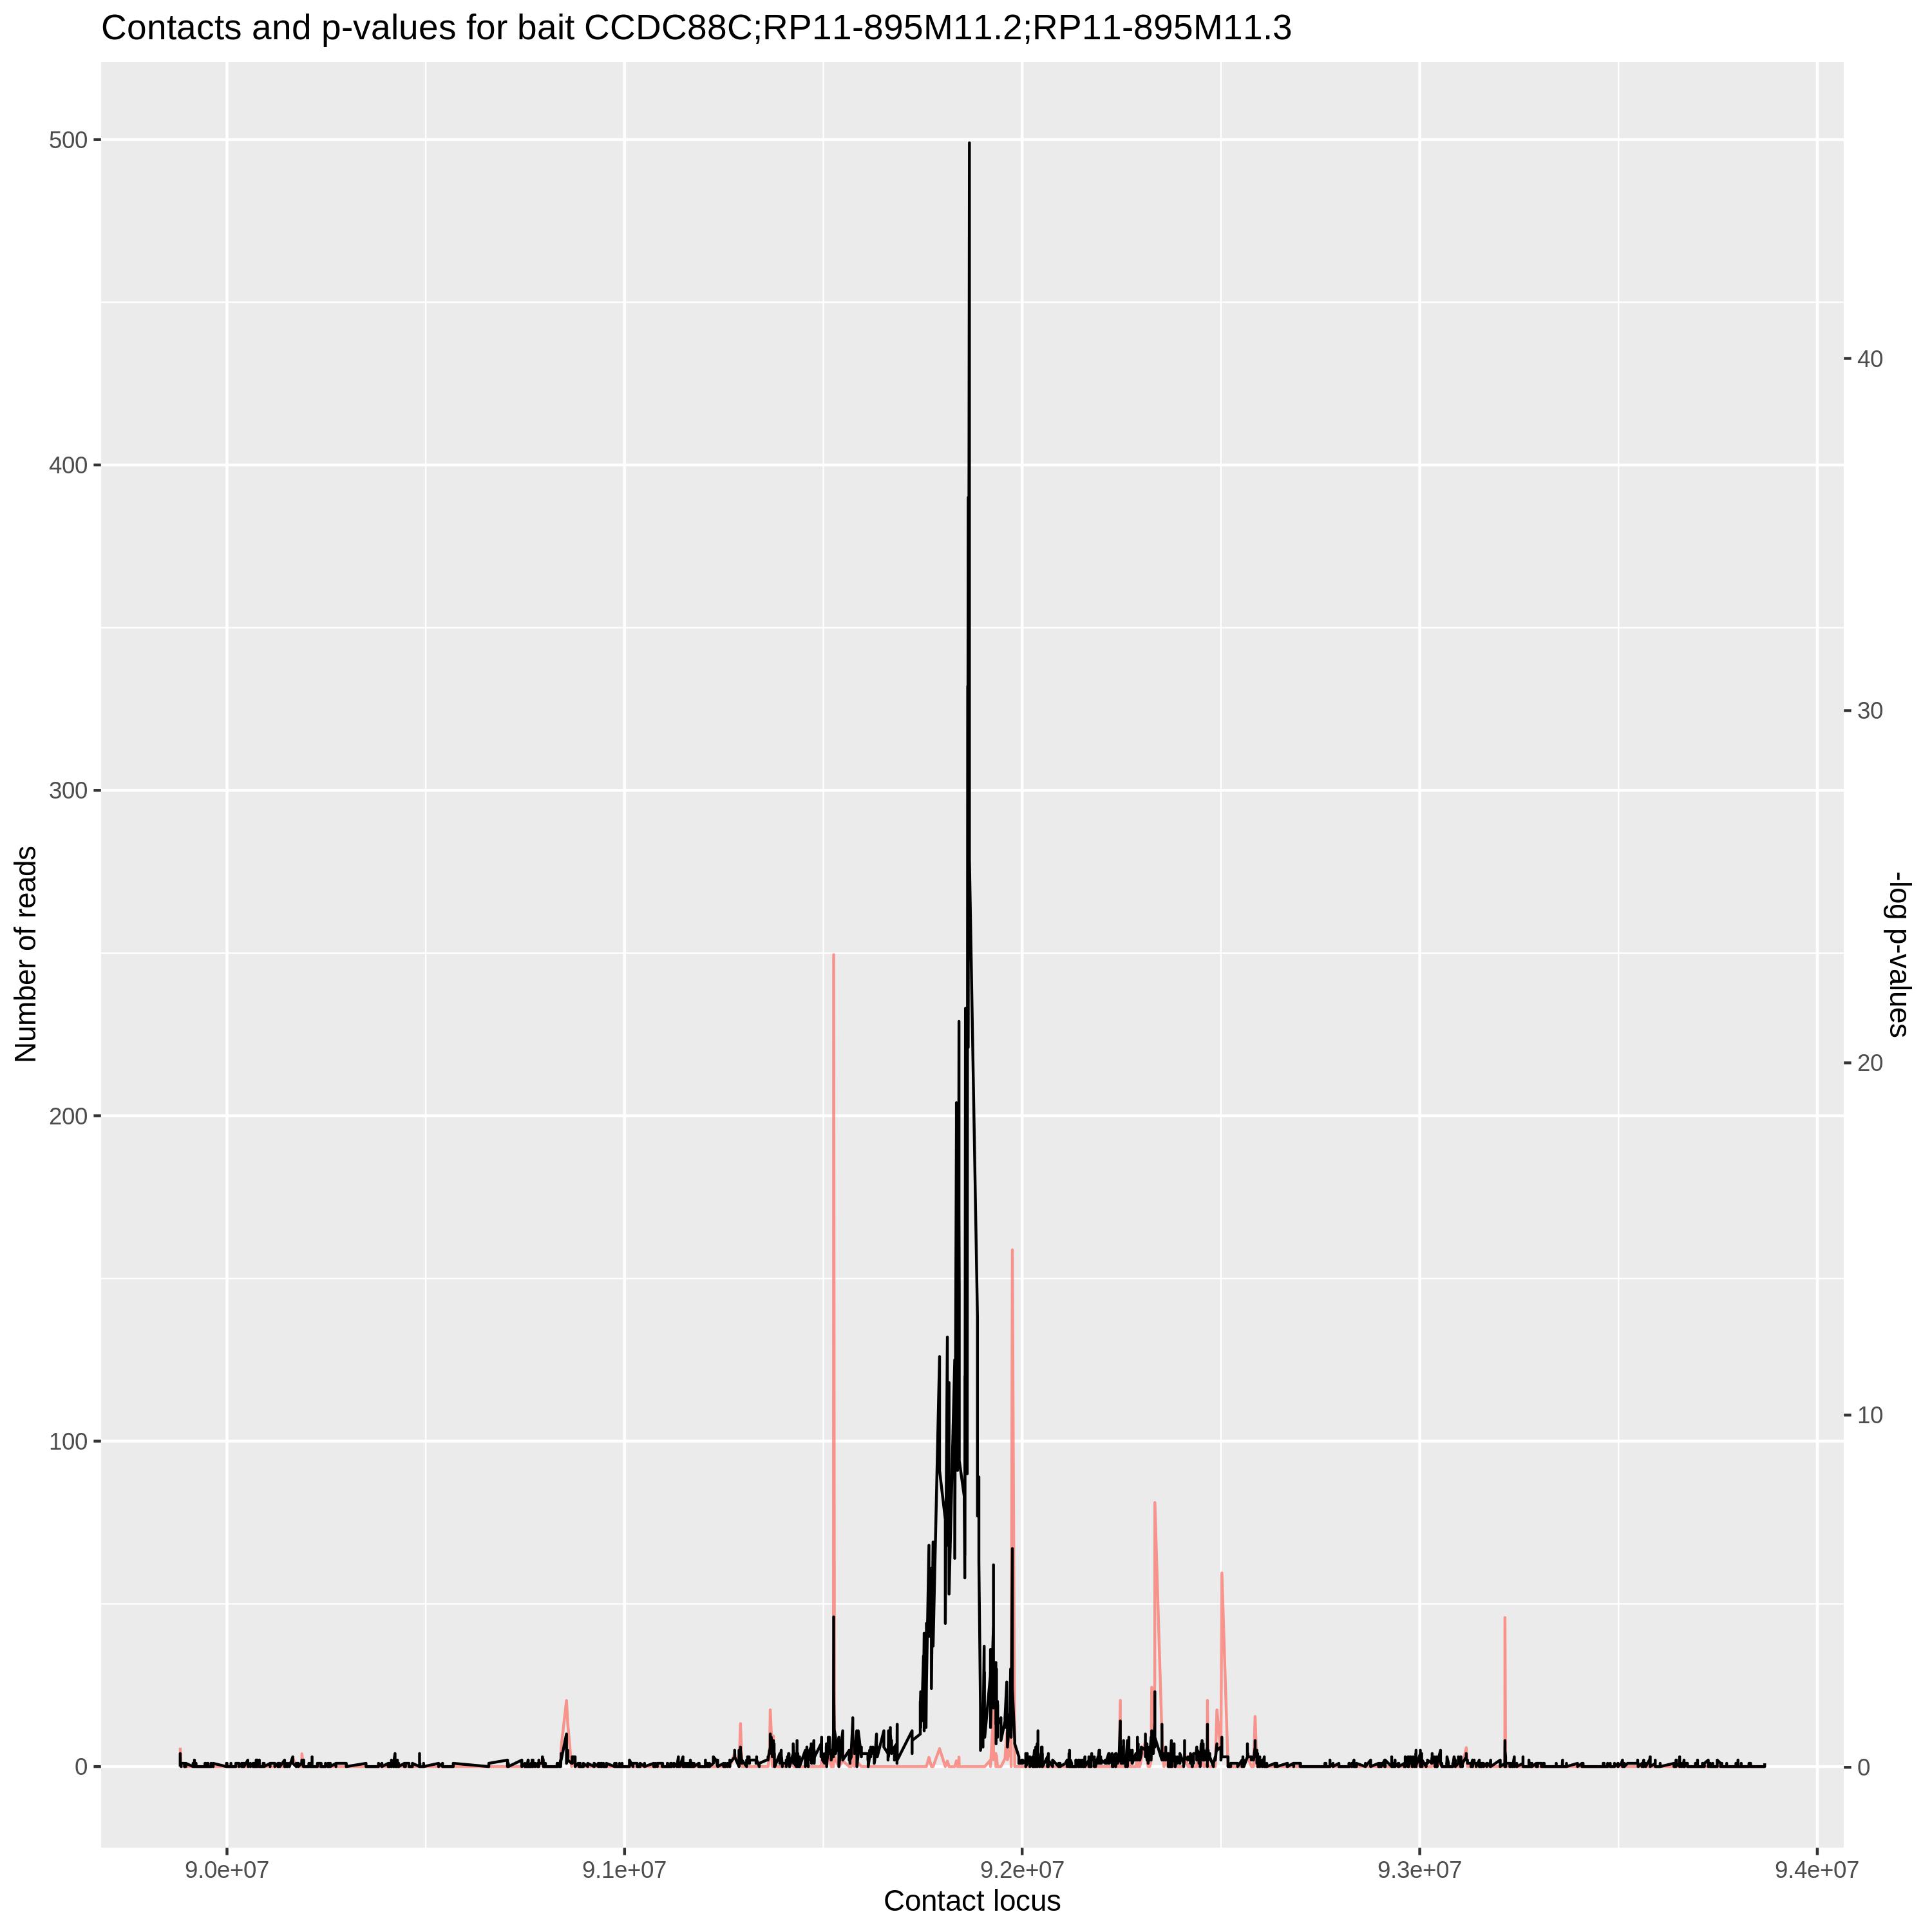 Contacts and p-values for bait CCDC88C;RP11-895M11.2;RP11-895M11.3
500
400
300
200
100
0
Number of reads
40
30
20
10
0
-log p-values
9.0e+07
9.1e+07
9.2e+07
9.3e+07
9.4e+07
Contact locus